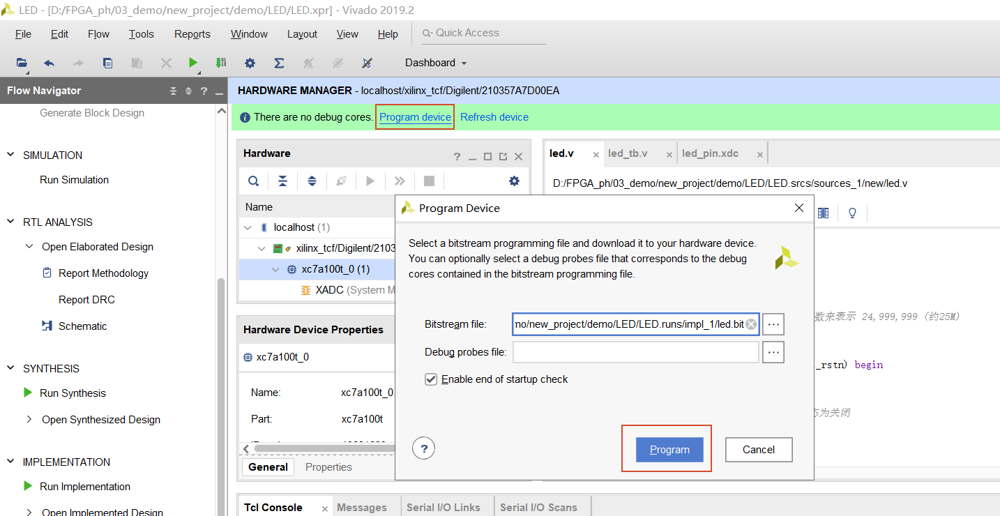 LED - [D:/FPGA_ph/03_demo/new_project/demo/LED/LED.xpr] - Vivado 2019.2
File Edit Flow Tools Reports Window Layout View Help Quick Access
Dashboard
Flow Navigator
HARDWARE MANAGER - localhost/xilinx_tcf/Digilent/210357A7D00EA
There are no debug cores. Program device Refresh device
Generate Block Design
SIMULATION
Run Simulation
RTL ANALYSIS
Open Elaborated Design
Report Methodology
Report DRC
Schematic
SYNTHESIS
Run Synthesis
Open Synthesized Design
IMPLEMENTATION
Run Implementation
Open Implemented Design
Hardware
Name
localhost (1)
xilinx_tcf/Digilent/2103
xc7a100t_0 (1)
XADC (System M
Hardware Device Properties
xc7a100t_0
Name: xc7a100t_0
Part: xc7a100t
General Properties
led.v led_tb.v led_pin.xdc
D:/FPGA_ph/03_demo/new_project/demo/LED/LED.srcs/sources_1/new/led.v
数来表示 24,999,999 (约25M)
_rstn) begin
态为关闭
Program Device
Select a bitstream programming file and download it to your hardware device.
You can optionally select a debug probes file that corresponds to the debug
cores contained in the bitstream programming file.
Bitstream file: no/new_project/demo/LED/LED.runs/impl_1/led.bit
Debug probes file:
Enable end of startup check
? Program Cancel
Tcl Console Messages Serial I/O Links Serial I/O Scans